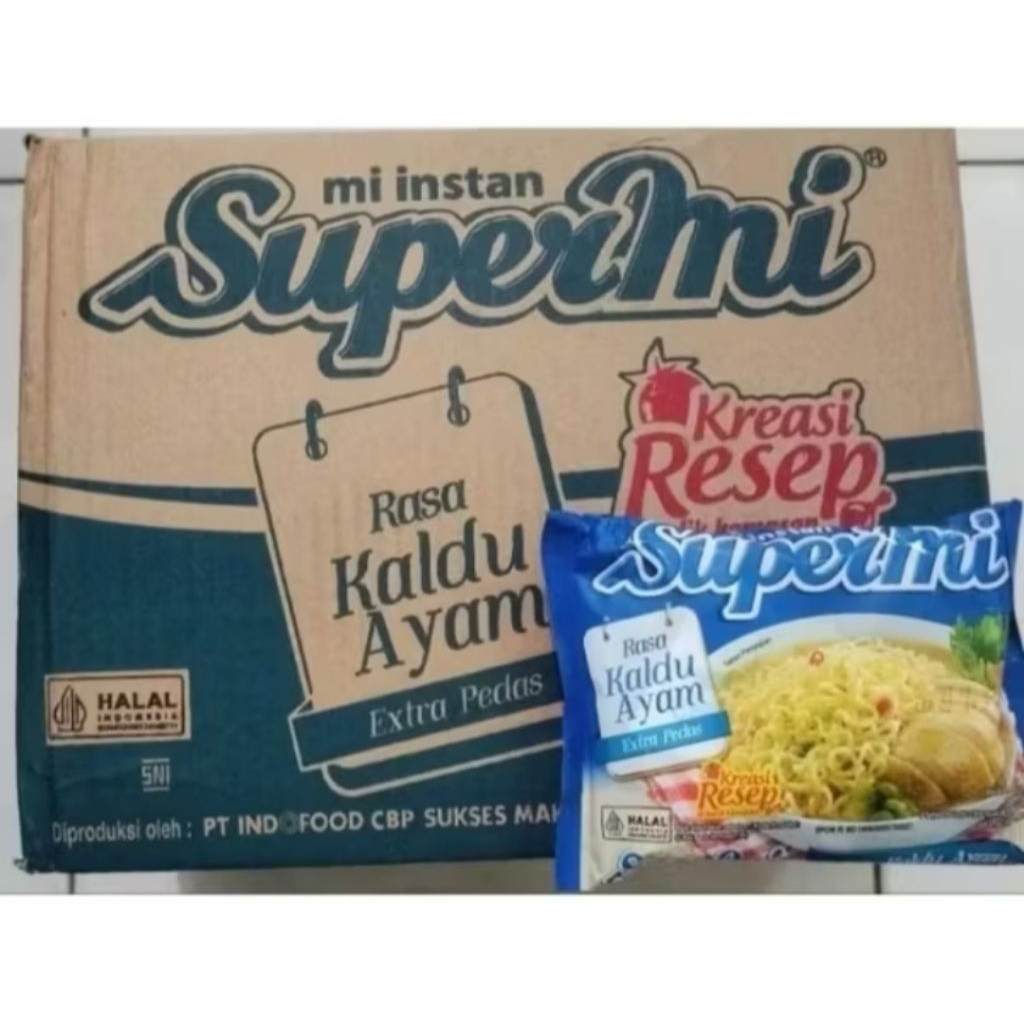 mi instan
SuperMi®
Kreasi
Resep
Rasa
Kaldu
Ayam
Extra Pedas
HALAL
INDONESIA
SNI
Diproduksi oleh : PT INDOFOOD CBP SUKSES MAK
SuperMi
Rasa
Kaldu
Ayam
Extra Pedas
Kreasi
Resep
HALAL